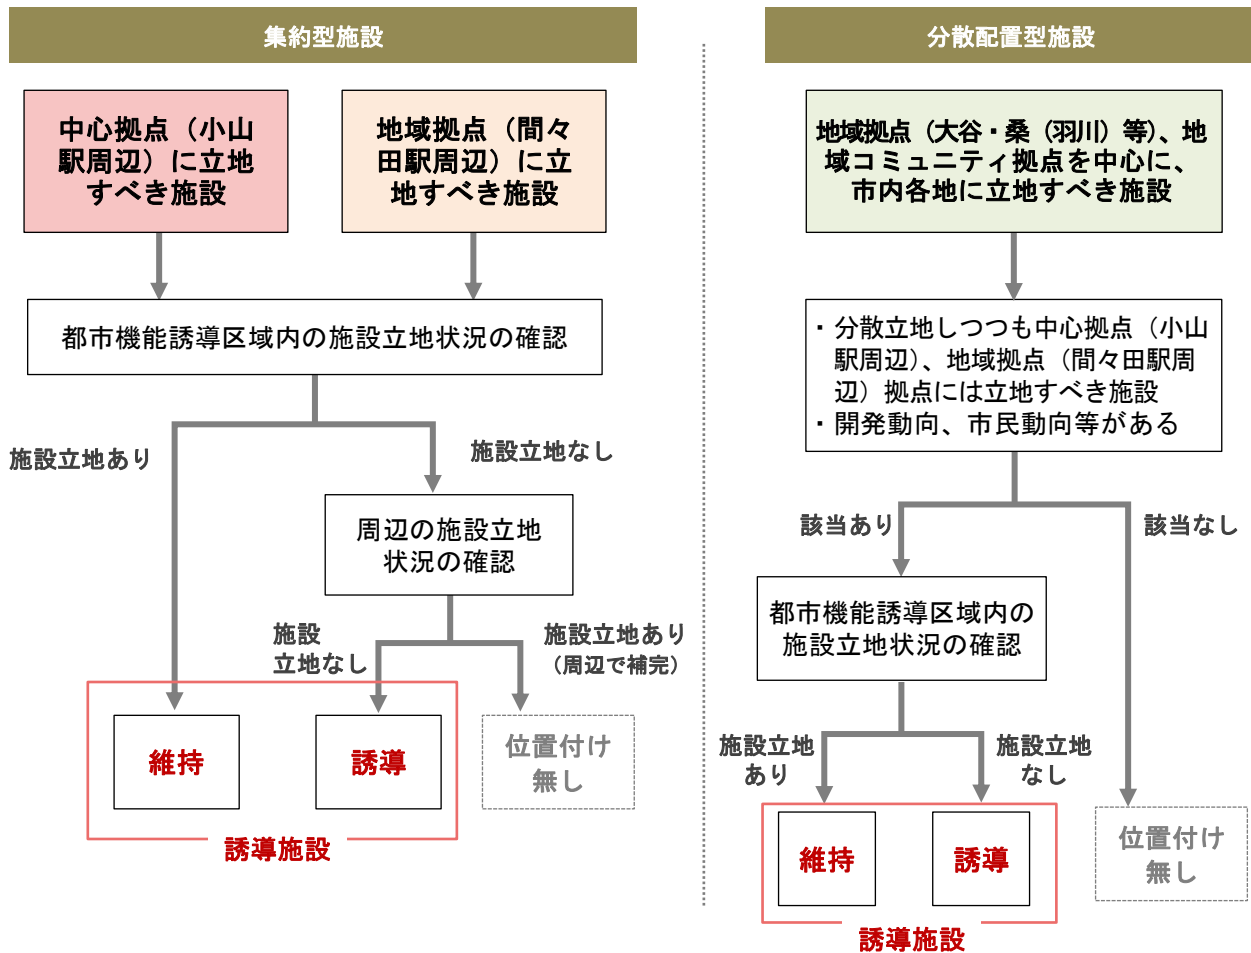 集約型施設
中心拠点（小山
駅周辺）に立地
すべき施設
地域拠点（間々
田駅周辺）に立
地すべき施設
都市機能誘導区域内の施設立地状況の確認
施設立地あり
施設立地なし
周辺の施設立地
状況の確認
施設
立地なし
施設立地あり
（周辺で補完）
維持
誘導
位置付け
無し
誘導施設
分散配置型施設
地域拠点（大谷・桑（羽川）等）、地
域コミュニティ拠点を中心に、
市内各地に立地すべき施設
・分散立地しつつも中心拠点（小山
駅周辺）、地域拠点（間々田駅周
辺）拠点には立地すべき施設
・開発動向、市民動向等がある
該当あり
該当なし
都市機能誘導区域内の
施設立地状況の確認
施設立地
あり
施設立地
なし
維持
誘導
位置付け
無し
誘導施設